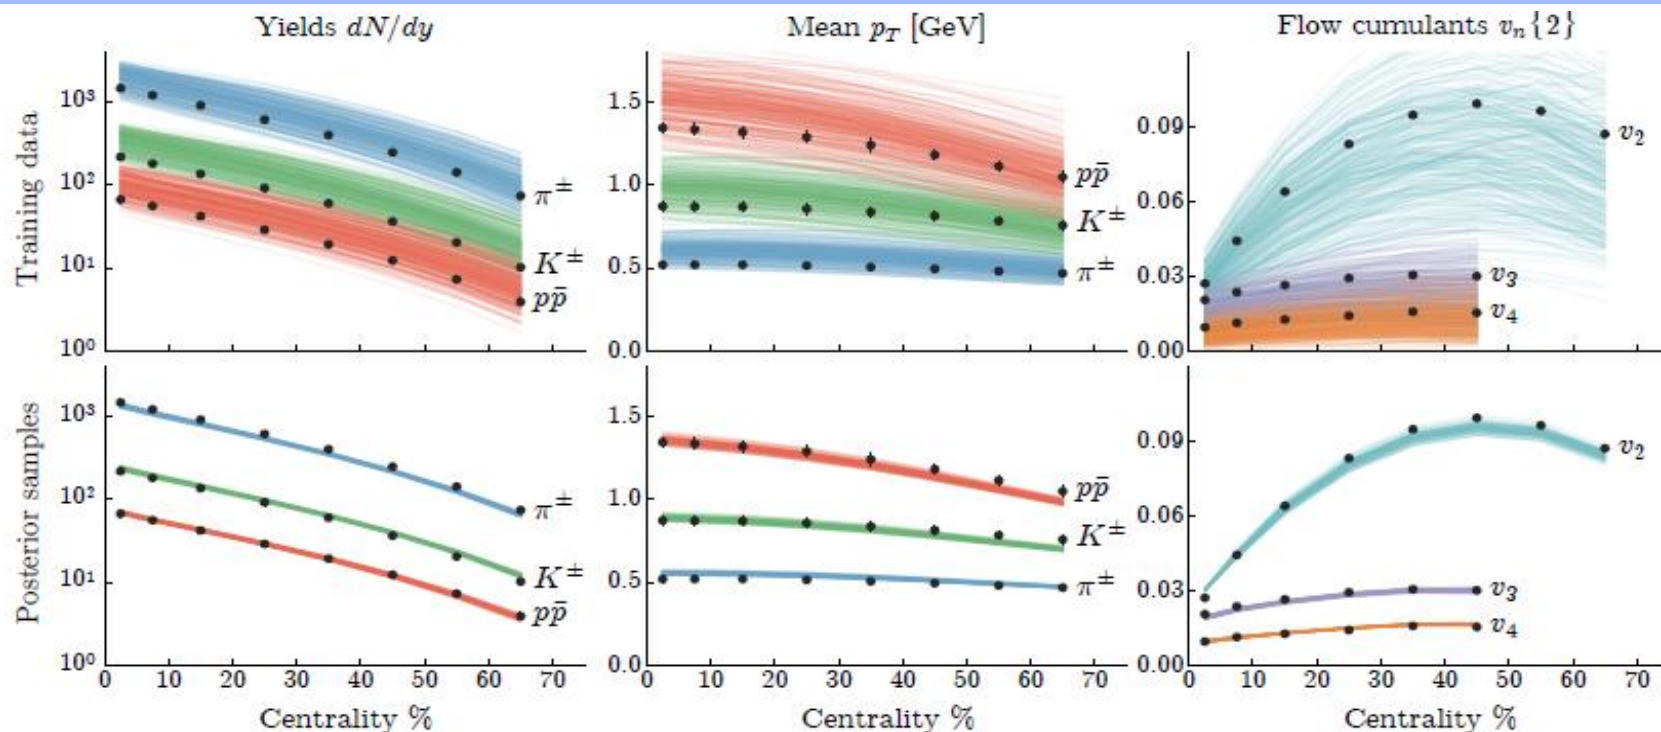 Yields dN/dy
Mean p_T [GeV]
Flow cumulants v_n{2}
Training data
10³
10²
10¹
10⁰
π±
K±
pp̄
1.5
1.0
0.5
0.0
pp̄
K±
π±
0.09
0.06
0.03
0.00
v₂
v₃
v₄
Posterior samples
10³
10²
10¹
10⁰
π±
K±
pp̄
0 10 20 30 40 50 60 70
Centrality %
1.5
1.0
0.5
0.0
pp̄
K±
π±
0 10 20 30 40 50 60 70
Centrality %
0.09
0.06
0.03
0.00
v₂
v₃
v₄
0 10 20 30 40 50 60 70
Centrality %